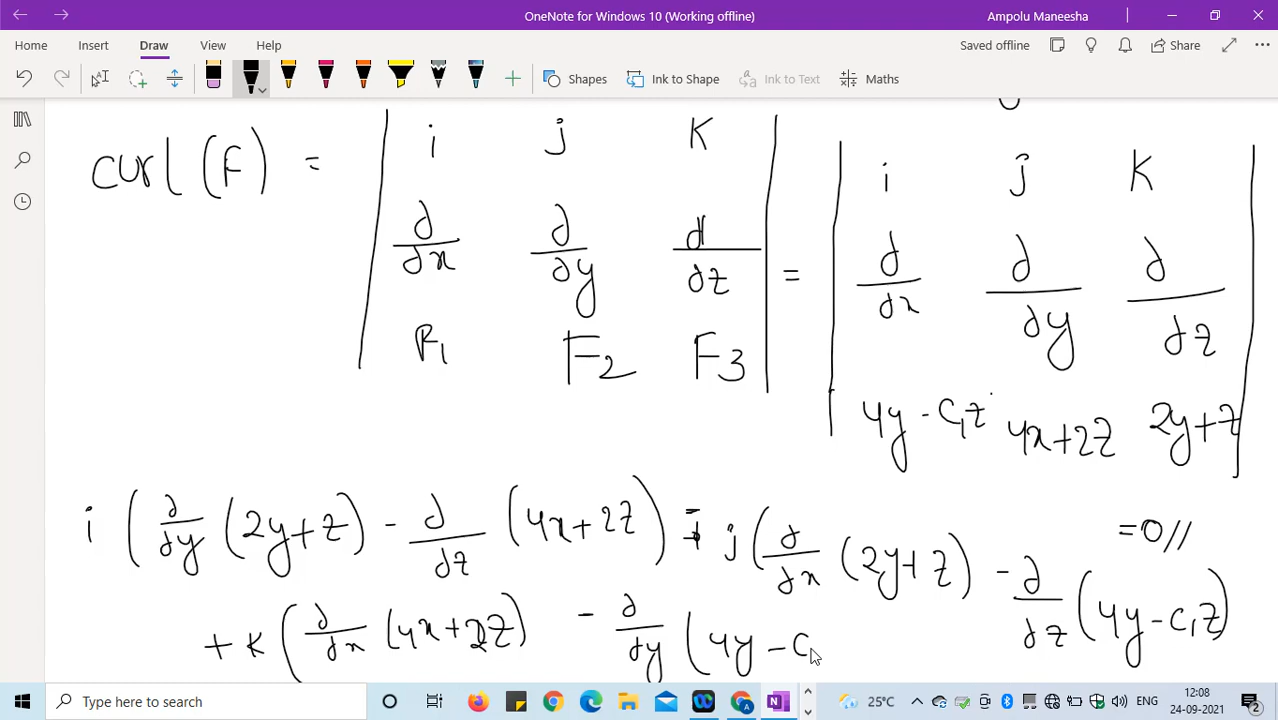 OneNote for Windows 10 (Working offline)
Ampolu Maneesha
Home Insert Draw View Help
Saved offline
Share
Shapes Ink to Shape Ink to Text Maths
curl (F) = | i j k | = | i j k |
| ∂/∂x ∂/∂y ∂/∂z | | ∂/∂x ∂/∂y ∂/∂z |
| F1 F2 F3 | | 4y - c₁z 4x+2z 2y+z |
i ( ∂/∂y (2y+z) - ∂/∂z (4x+2z) ) - j ( ∂/∂x (2y+z) - ∂/∂z (4y-c₁z)
=0//
+ k ( ∂/∂x (4x+2z) - ∂/∂y (4y - c
Type here to search
25°C
ENG
12:08
24-09-2021
2